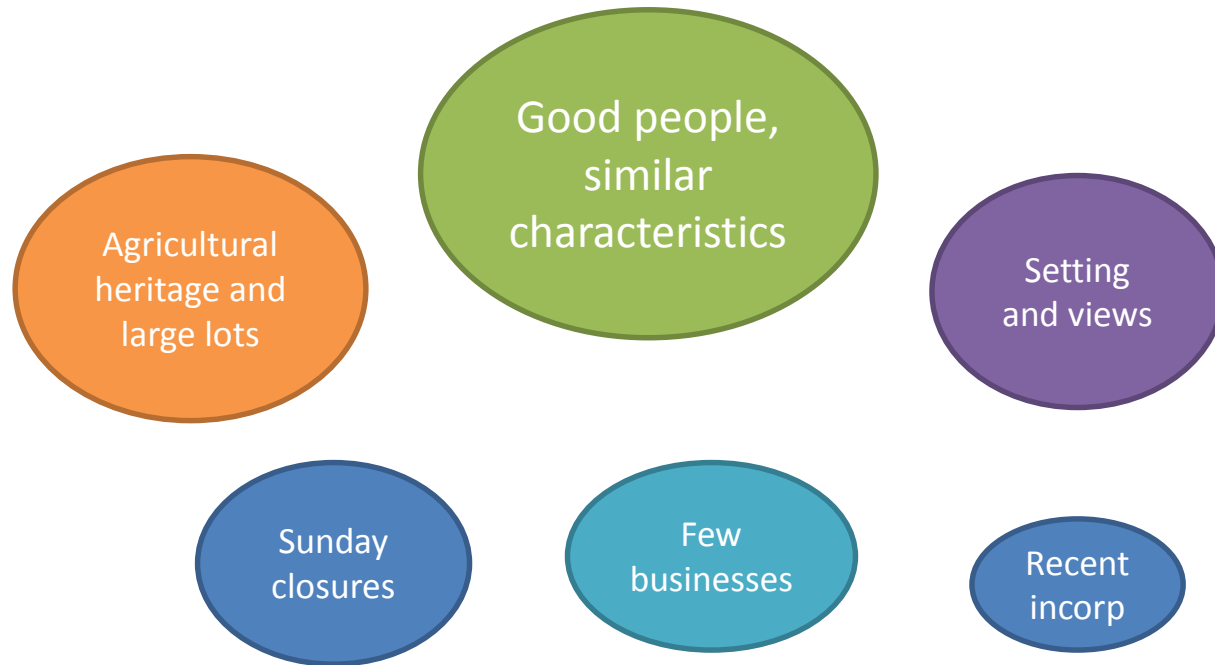 Good people,
similar
characteristics
Agricultural
heritage and
large lots
Setting
and views
Sunday
closures
Few
businesses
Recent
incorp